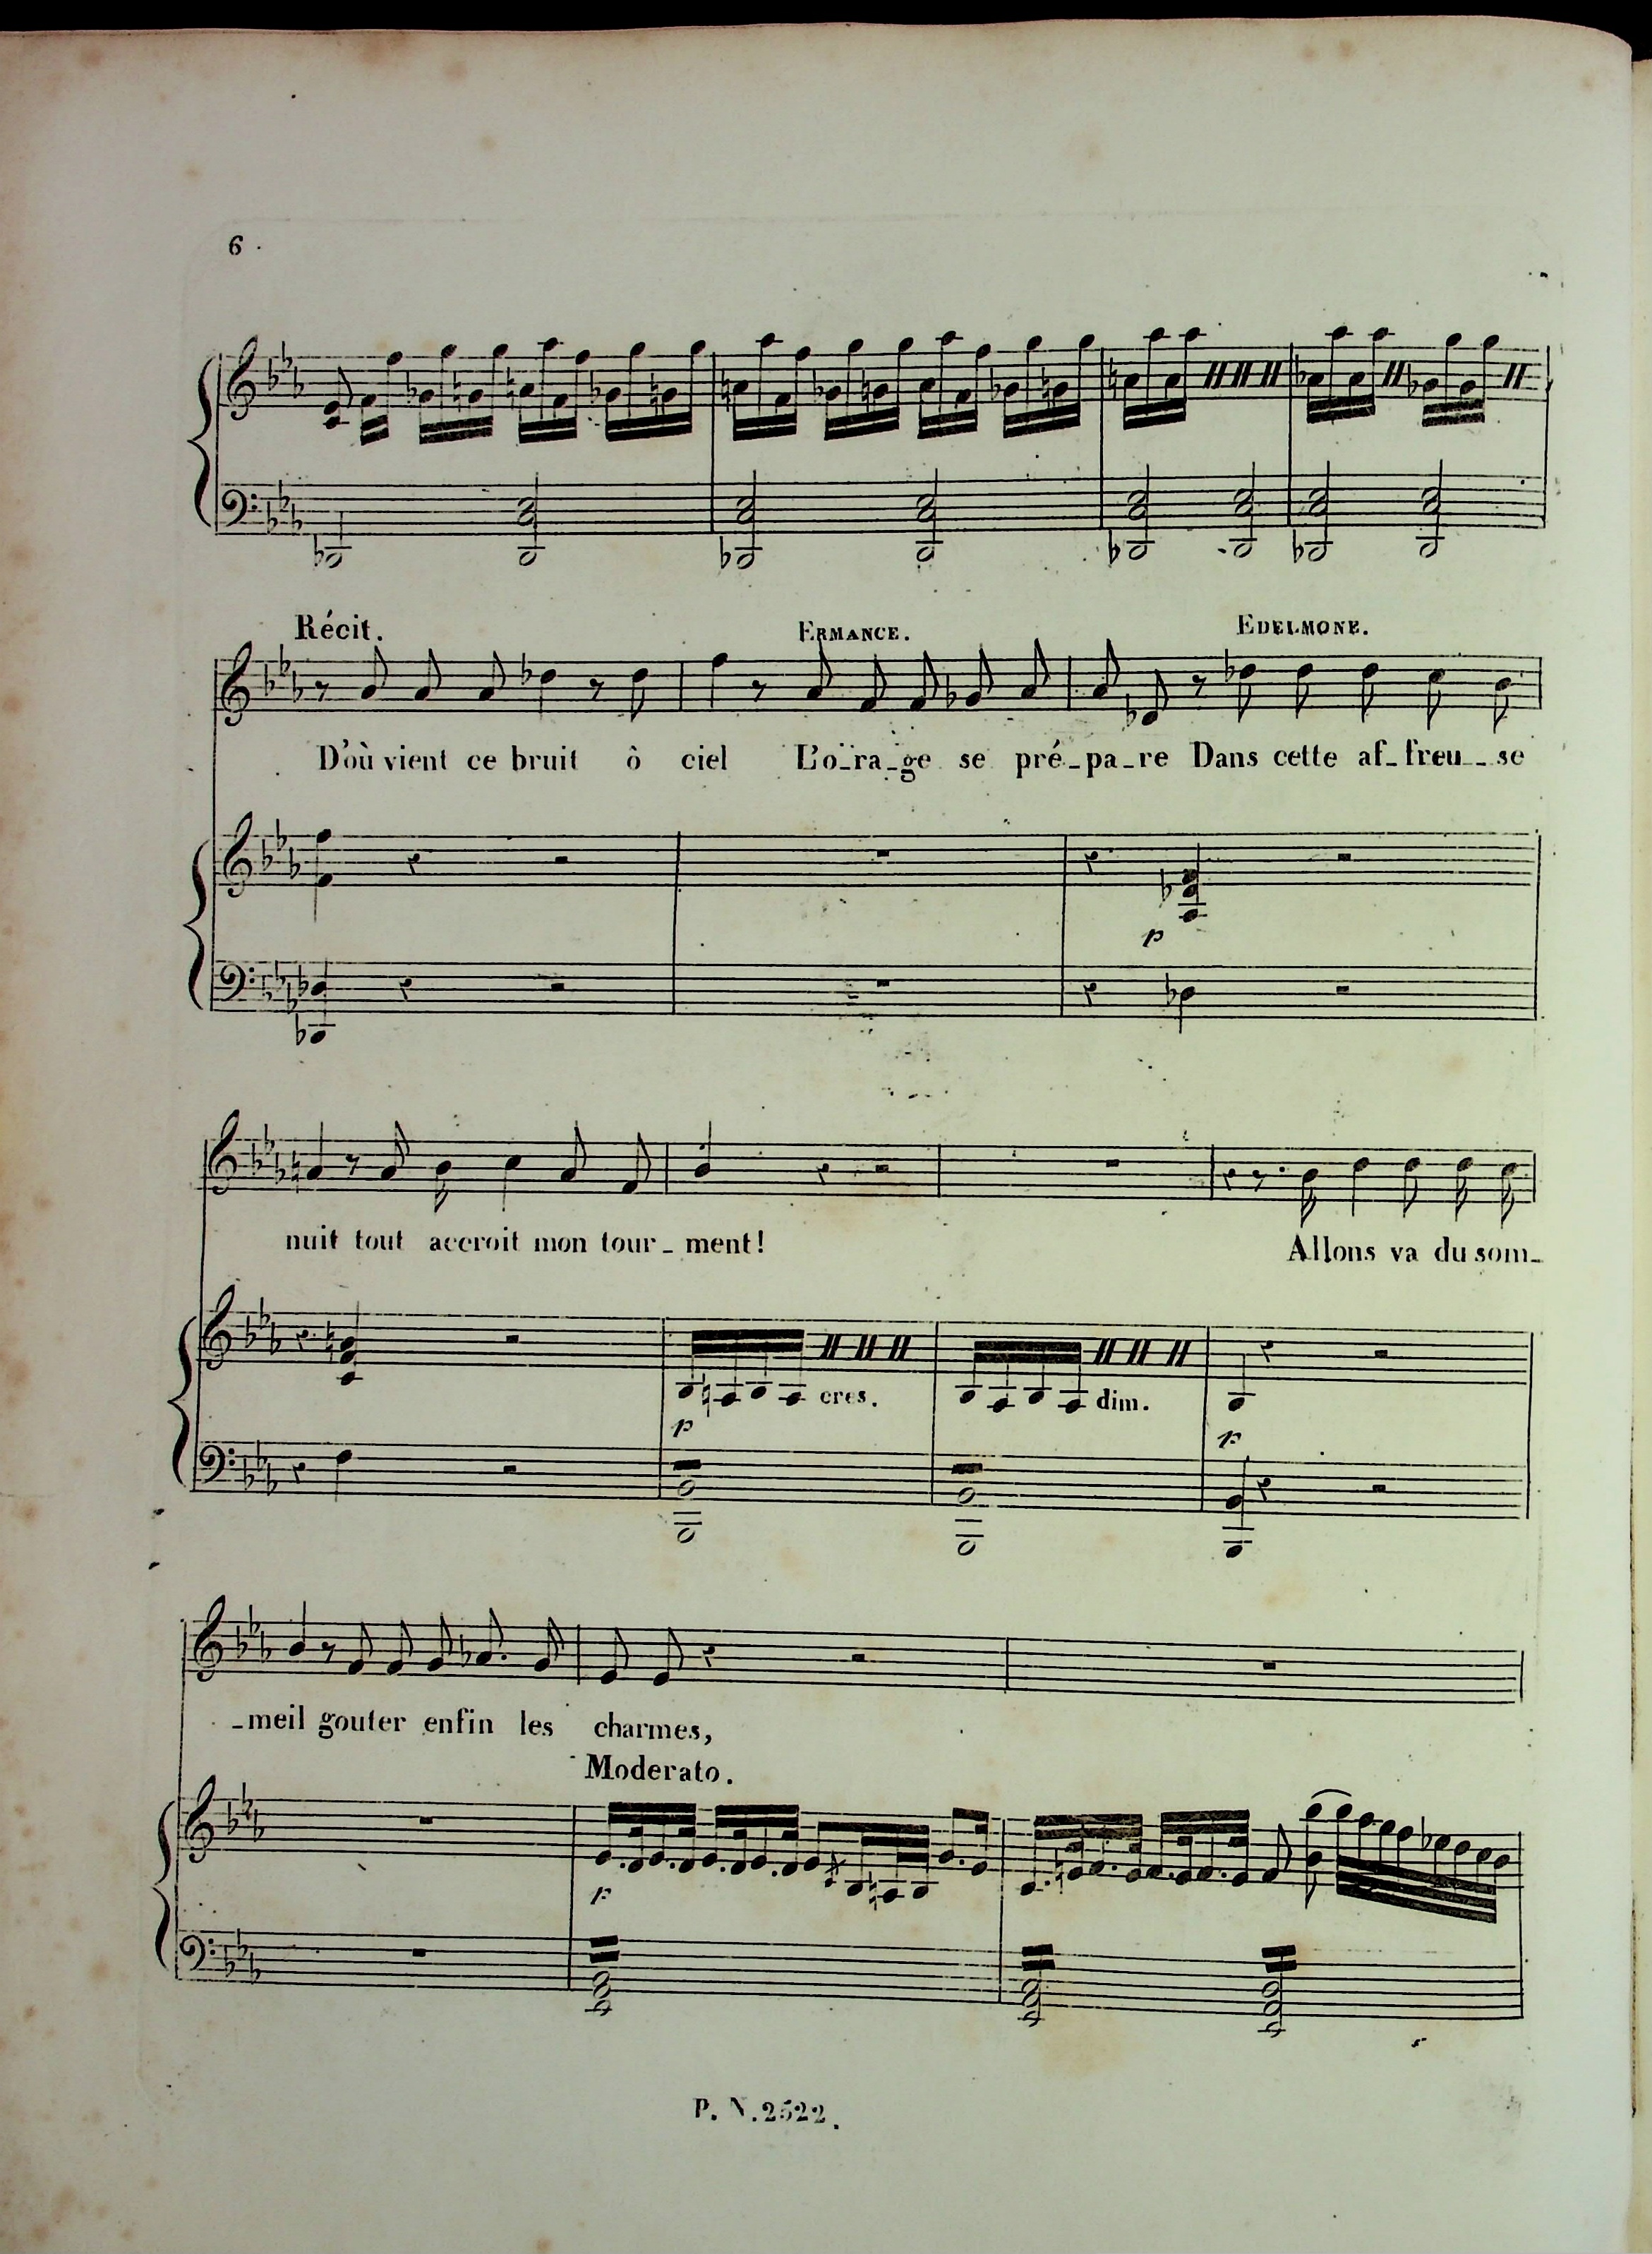 6.
Récit. ERMANCE. EDELMONE.
D'où vient ce bruit ô ciel L'o_ra_ge se pré_pa_re Dans cette af_freu_se
p
nuit tout accroit mon tour_ment! Allons va du som_
cres. dim.
p p
_meil gouter enfin les charmes,
Moderato.
p
P. N. 2522.